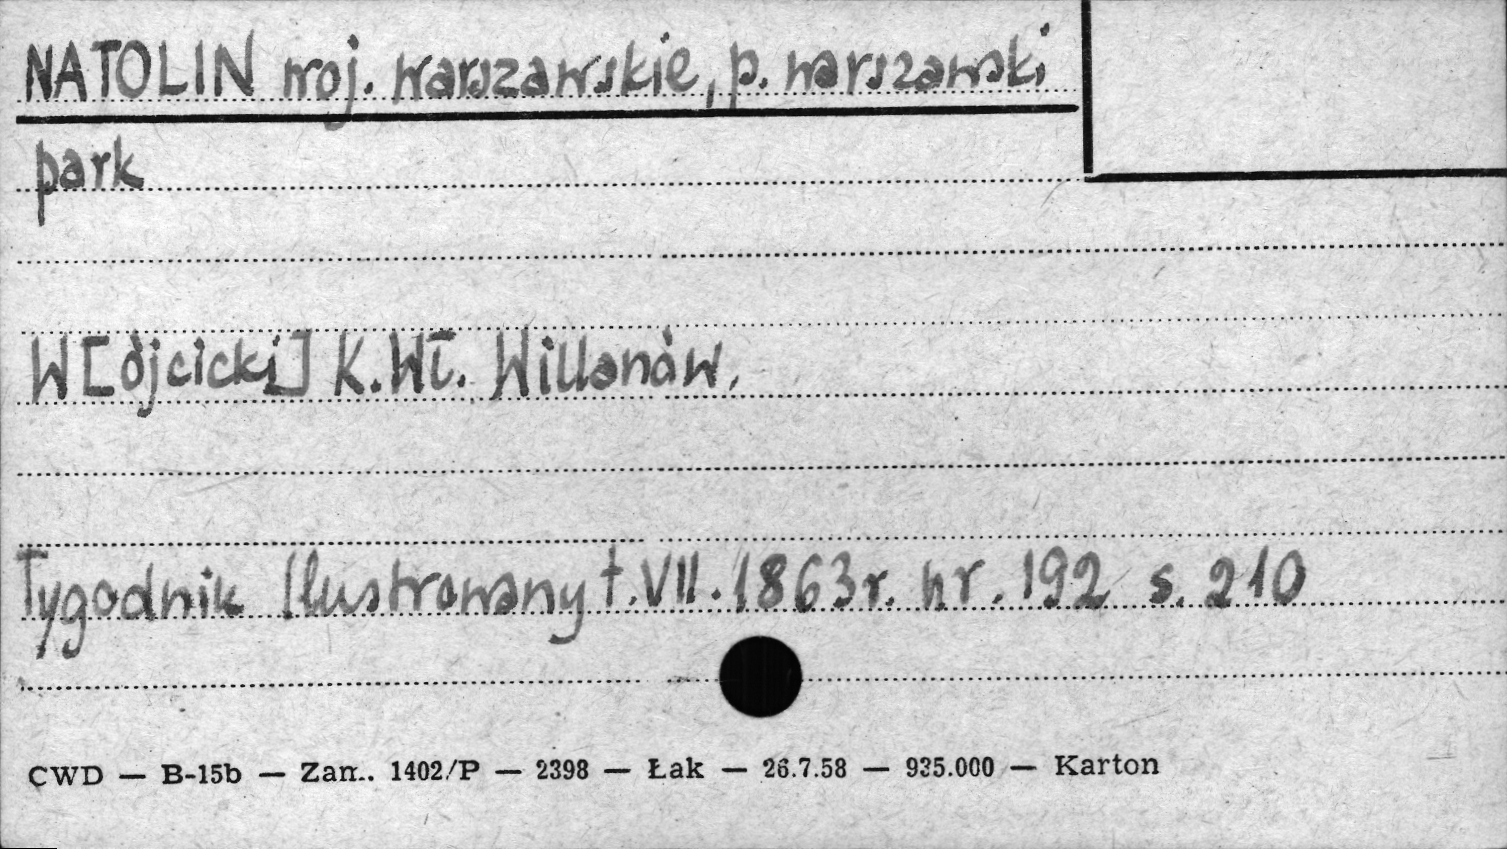 NATOLIN woj. warszawskie, p. warszawski
park
W[ójcicki] K.Wł. Willanów,
Tygodnik Ilustrowany t.VII.1863r. nr. 192 s. 210
CWD — B-15b — Zam.. 1402/P — 2398 — Łak — 26.7.58 — 935.000 — Karton